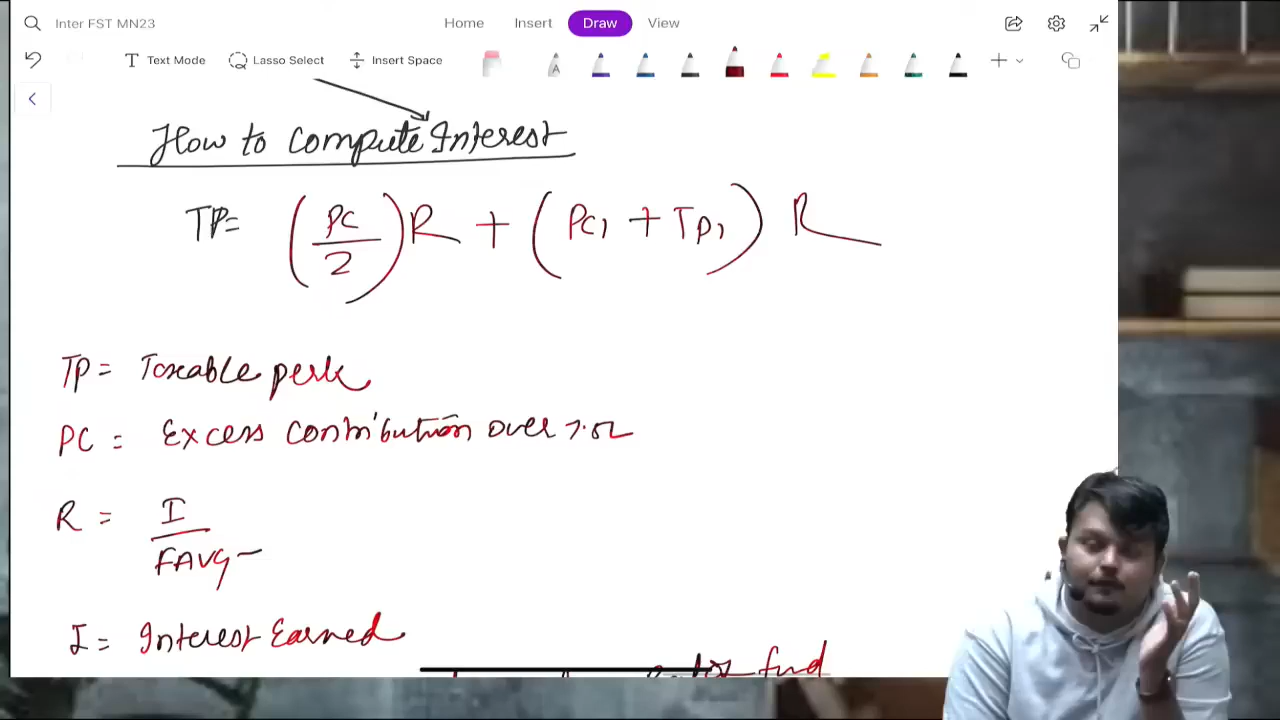 Inter FST MN23
Home Insert Draw View
Text Mode Lasso Select Insert Space
How to compute Interest
TP= (PC/2)R + (PC1 + TP1) R
TP= Taxable perk
PC = Excess contribution over 7.5L
R = I/FAVG
I = Interest Earned
fund